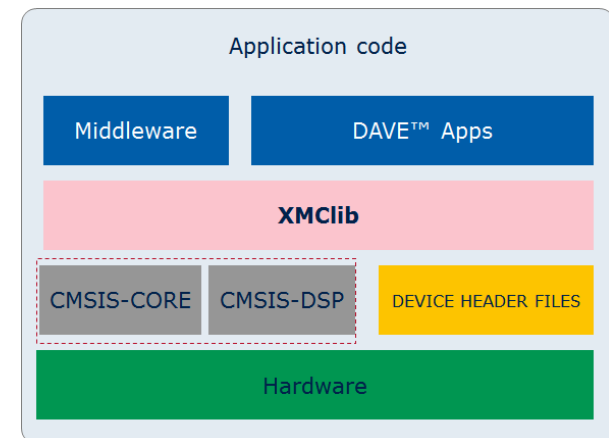 Application code
Middleware
DAVE™ Apps
XMClib
CMSIS-CORE
CMSIS-DSP
DEVICE HEADER FILES
Hardware